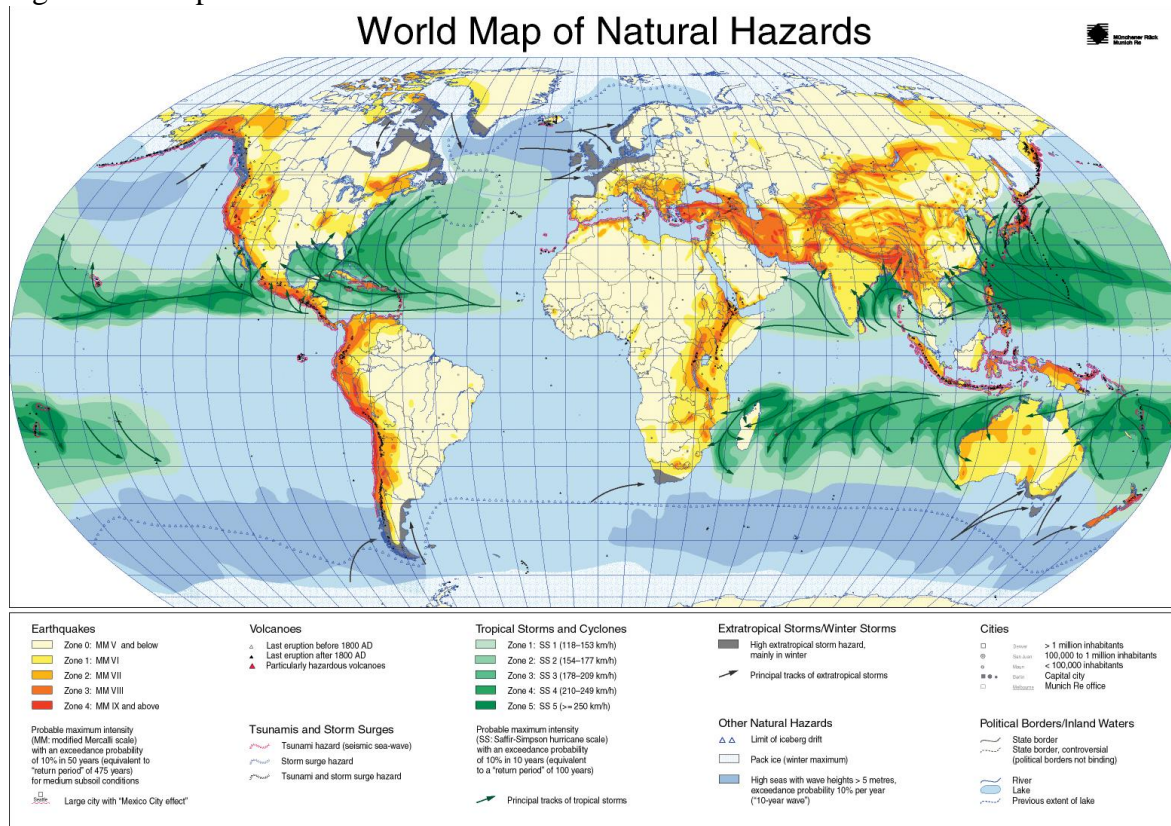 World Map of Natural Hazards
Münchener Rück
Munich Re
Earthquakes
Zone 0: MM V and below
Zone 1: MM VI
Zone 2: MM VII
Zone 3: MM VIII
Zone 4: MM IX and above
Probable maximum intensity
(MM: modified Mercalli scale)
with an exceedance probability
of 10% in 50 years (equivalent to
“return period” of 475 years)
for medium subsoil conditions
Large city with “Mexico City effect”
Volcanoes
Last eruption before 1800 AD
Last eruption after 1800 AD
Particularly hazardous volcanoes
Tsunamis and Storm Surges
Tsunami hazard (seismic sea-wave)
Storm surge hazard
Tsunami and storm surge hazard
Tropical Storms and Cyclones
Zone 1: SS 1 (118–153 km/h)
Zone 2: SS 2 (154–177 km/h)
Zone 3: SS 3 (178–209 km/h)
Zone 4: SS 4 (210–249 km/h)
Zone 5: SS 5 (>= 250 km/h)
Probable maximum intensity
(SS: Saffir-Simpson hurricane scale)
with an exceedance probability
of 10% in 10 years (equivalent
to a “return period” of 100 years)
Principal tracks of tropical storms
Extratropical Storms/Winter Storms
High extratropical storm hazard,
mainly in winter
Principal tracks of extratropical storms
Other Natural Hazards
Limit of iceberg drift
Pack ice (winter maximum)
High seas with wave heights > 5 metres,
exceedance probability 10% per year
(“10-year wave”)
Cities
> 1 million inhabitants
San Juan 100,000 to 1 million inhabitants
< 100,000 inhabitants
Berlin Capital city
Melbourne Munich Re office
Political Borders/Inland Waters
State border
State border, controversial
(political borders not binding)
River
Lake
Previous extent of lake